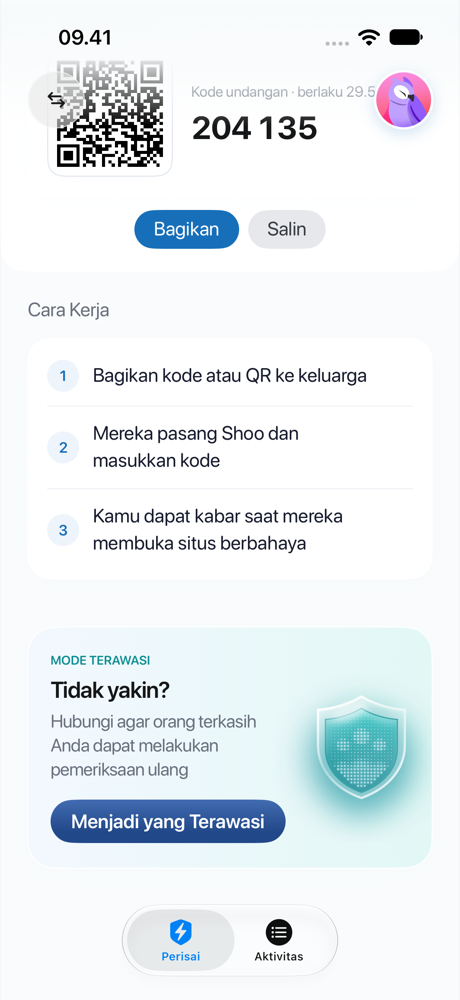 09.41
Kode undangan · berlaku 29.5
204 135
Bagikan
Salin
Cara Kerja
1
Bagikan kode atau QR ke keluarga
2
Mereka pasang Shoo dan
masukkan kode
3
Kamu dapat kabar saat mereka
membuka situs berbahaya
MODE TERAWASI
Tidak yakin?
Hubungi agar orang terkasih
Anda dapat melakukan
pemeriksaan ulang
Menjadi yang Terawasi
Perisai
Aktivitas